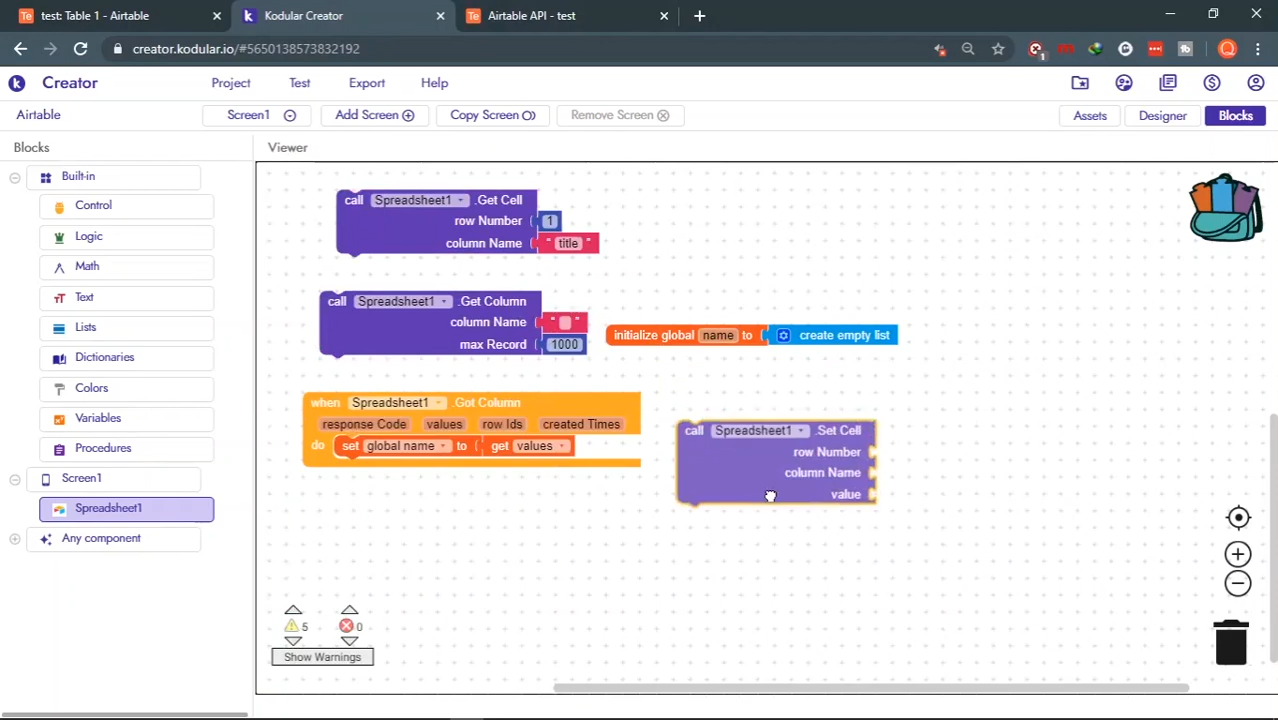 test: Table 1 - Airtable
Kodular Creator
Airtable API - test
creator.kodular.io/#5650138573832192
Creator
Project
Test
Export
Help
Airtable
Screen1
Add Screen
Copy Screen
Remove Screen
Assets
Designer
Blocks
Blocks
Viewer
Built-in
Control
Logic
Math
Text
Lists
Dictionaries
Colors
Variables
Procedures
Screen1
Spreadsheet1
Any component
call Spreadsheet1 .Get Cell
row Number 1
column Name " title "
call Spreadsheet1 .Get Column
column Name " "
max Record 1000
initialize global name to create empty list
when Spreadsheet1 .Got Column
response Code values row Ids created Times
do set global name to get values
call Spreadsheet1 .Set Cell
row Number
column Name
value
5 0
Show Warnings